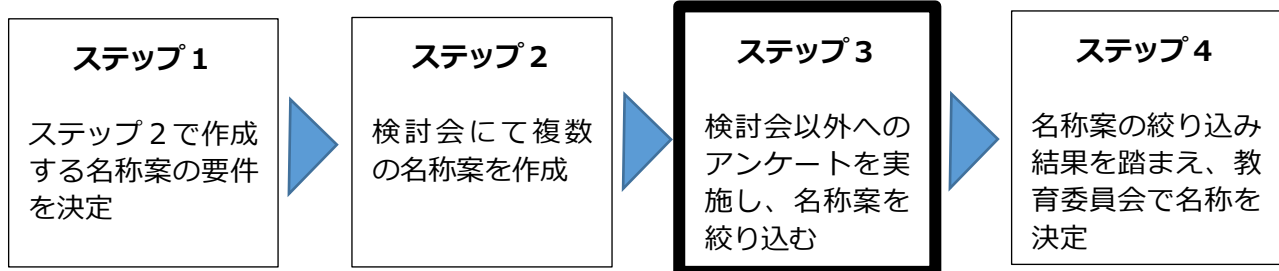 ステップ1
ステップ2で作成
する名称案の要件
を決定
ステップ2
検討会にて複数
の名称案を作成
ステップ3
検討会以外への
アンケートを実
施し、名称案を
絞り込む
ステップ4
名称案の絞り込み
結果を踏まえ、教
育委員会で名称を
決定